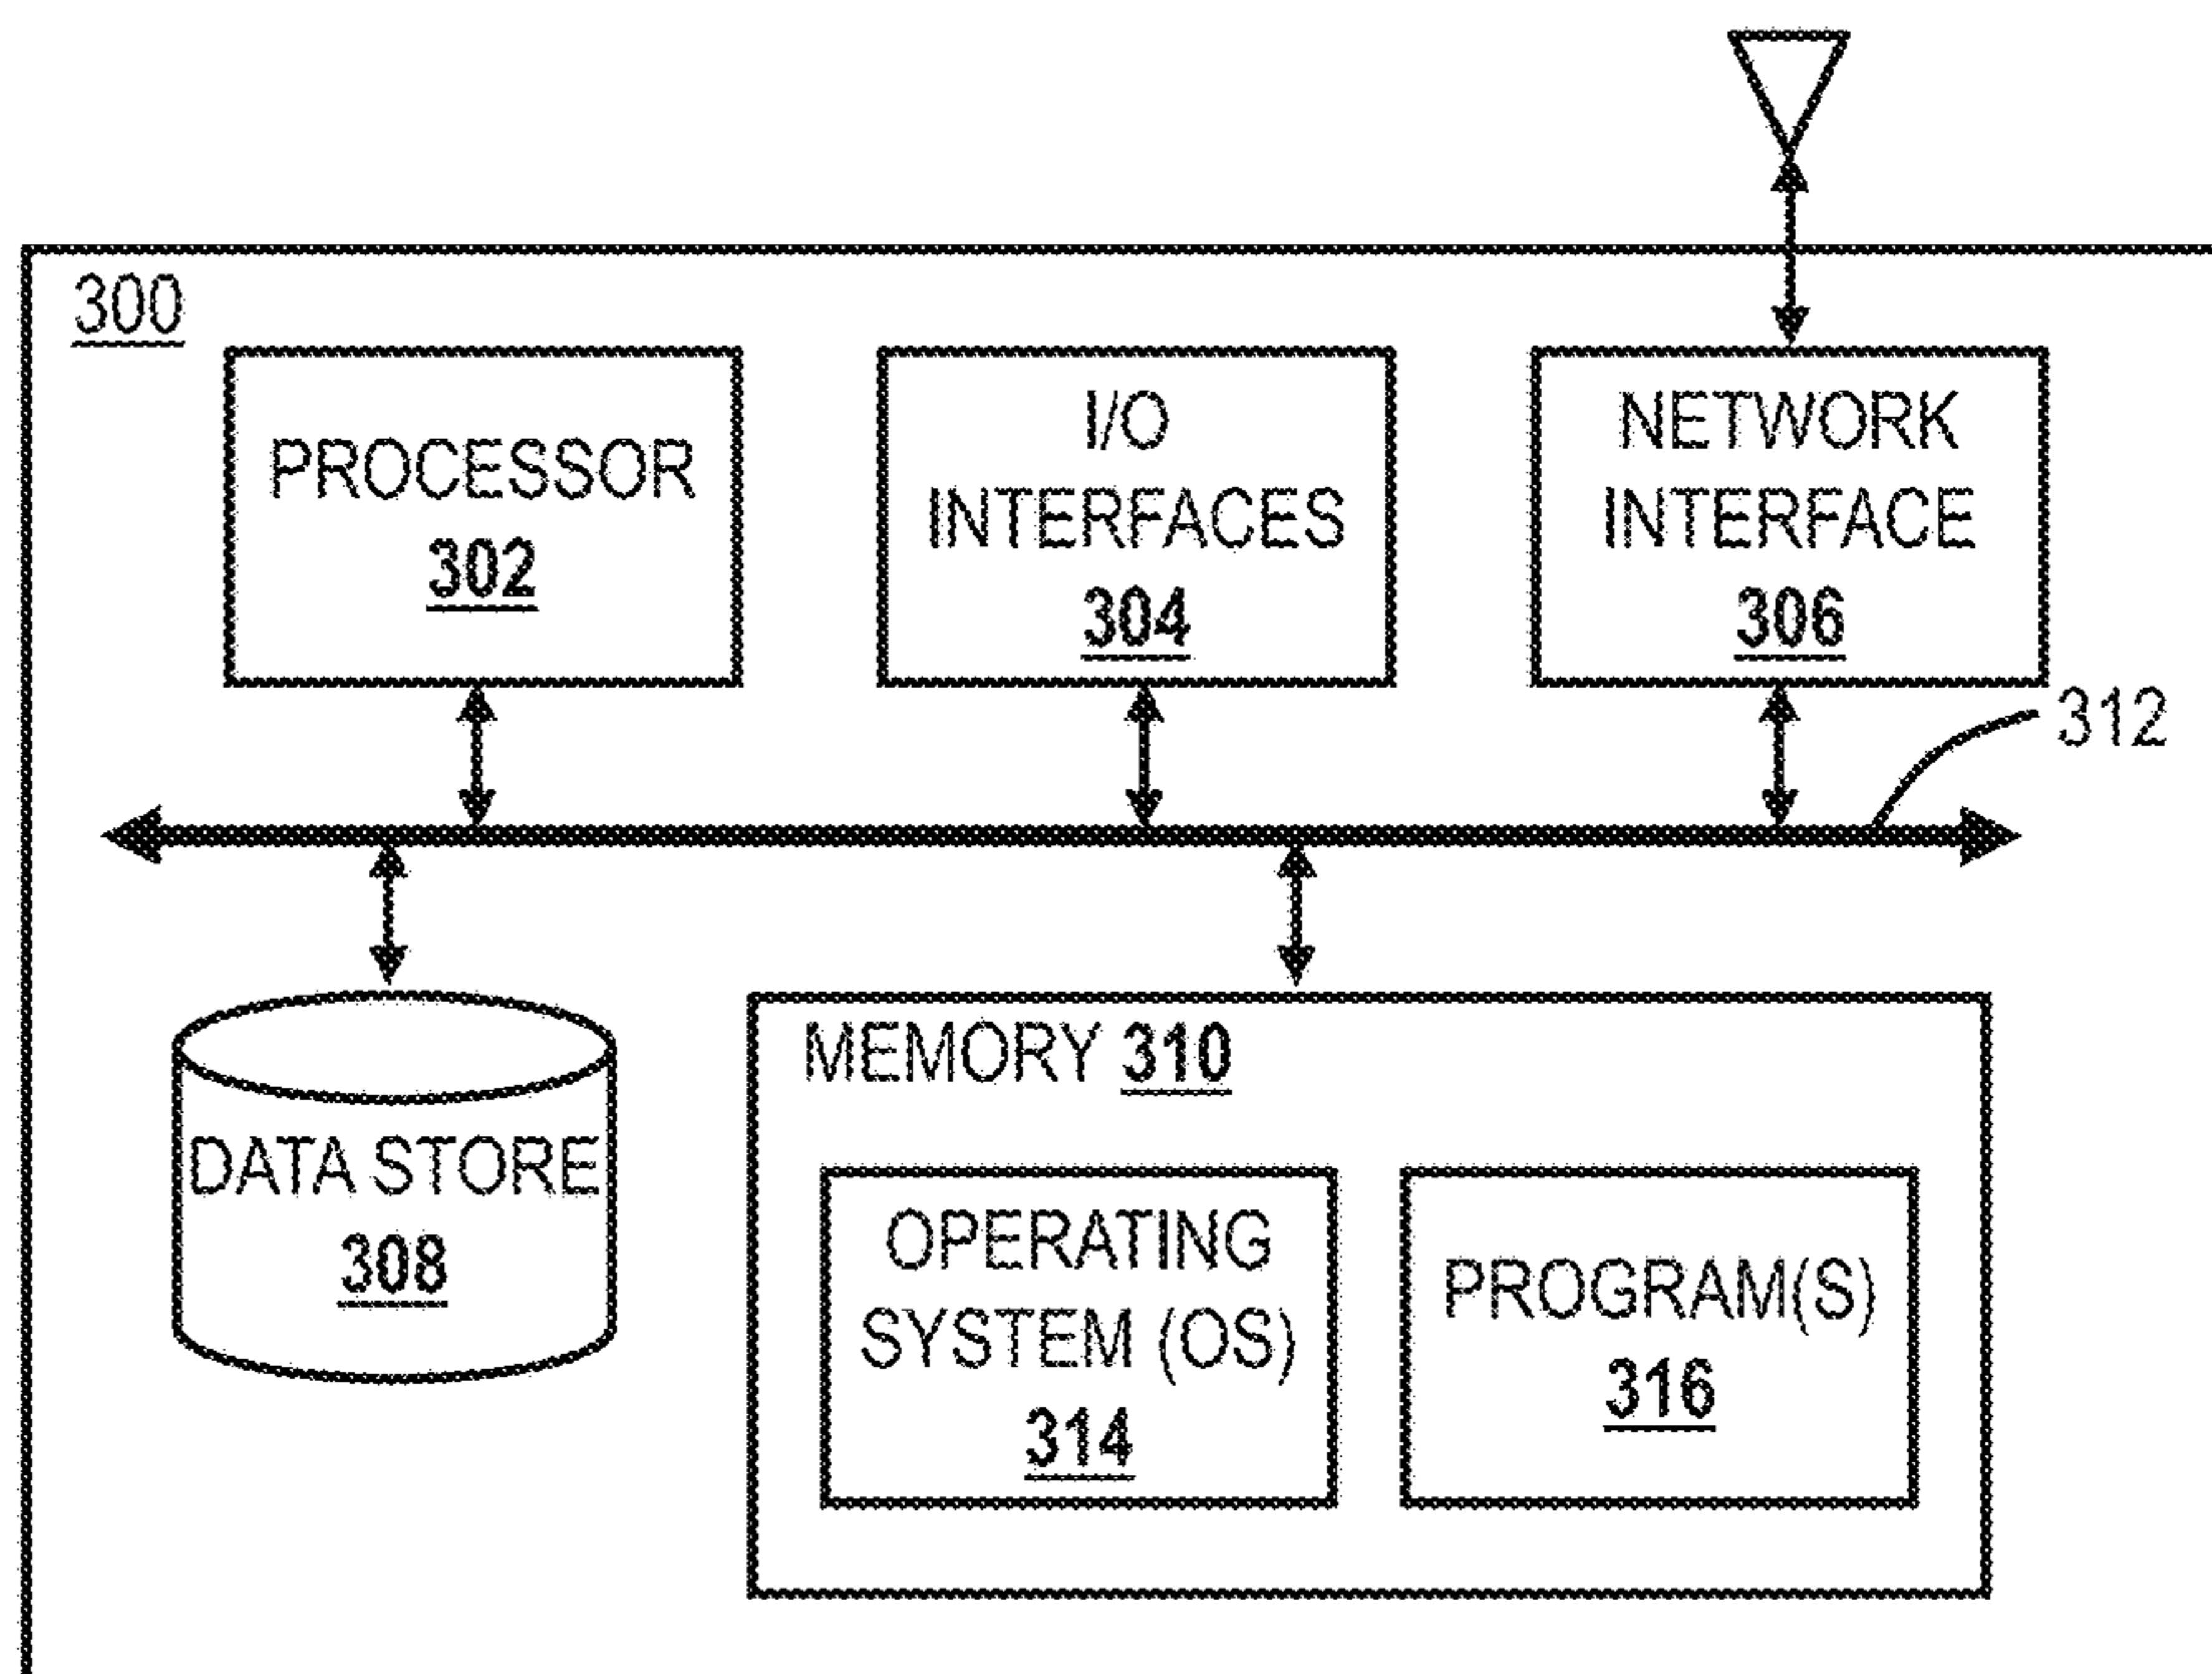 300
PROCESSOR
302
I/O
INTERFACES
304
NETWORK
INTERFACE
306
312
DATA STORE
308
MEMORY 310
OPERATING
SYSTEM (OS)
314
PROGRAM(S)
316